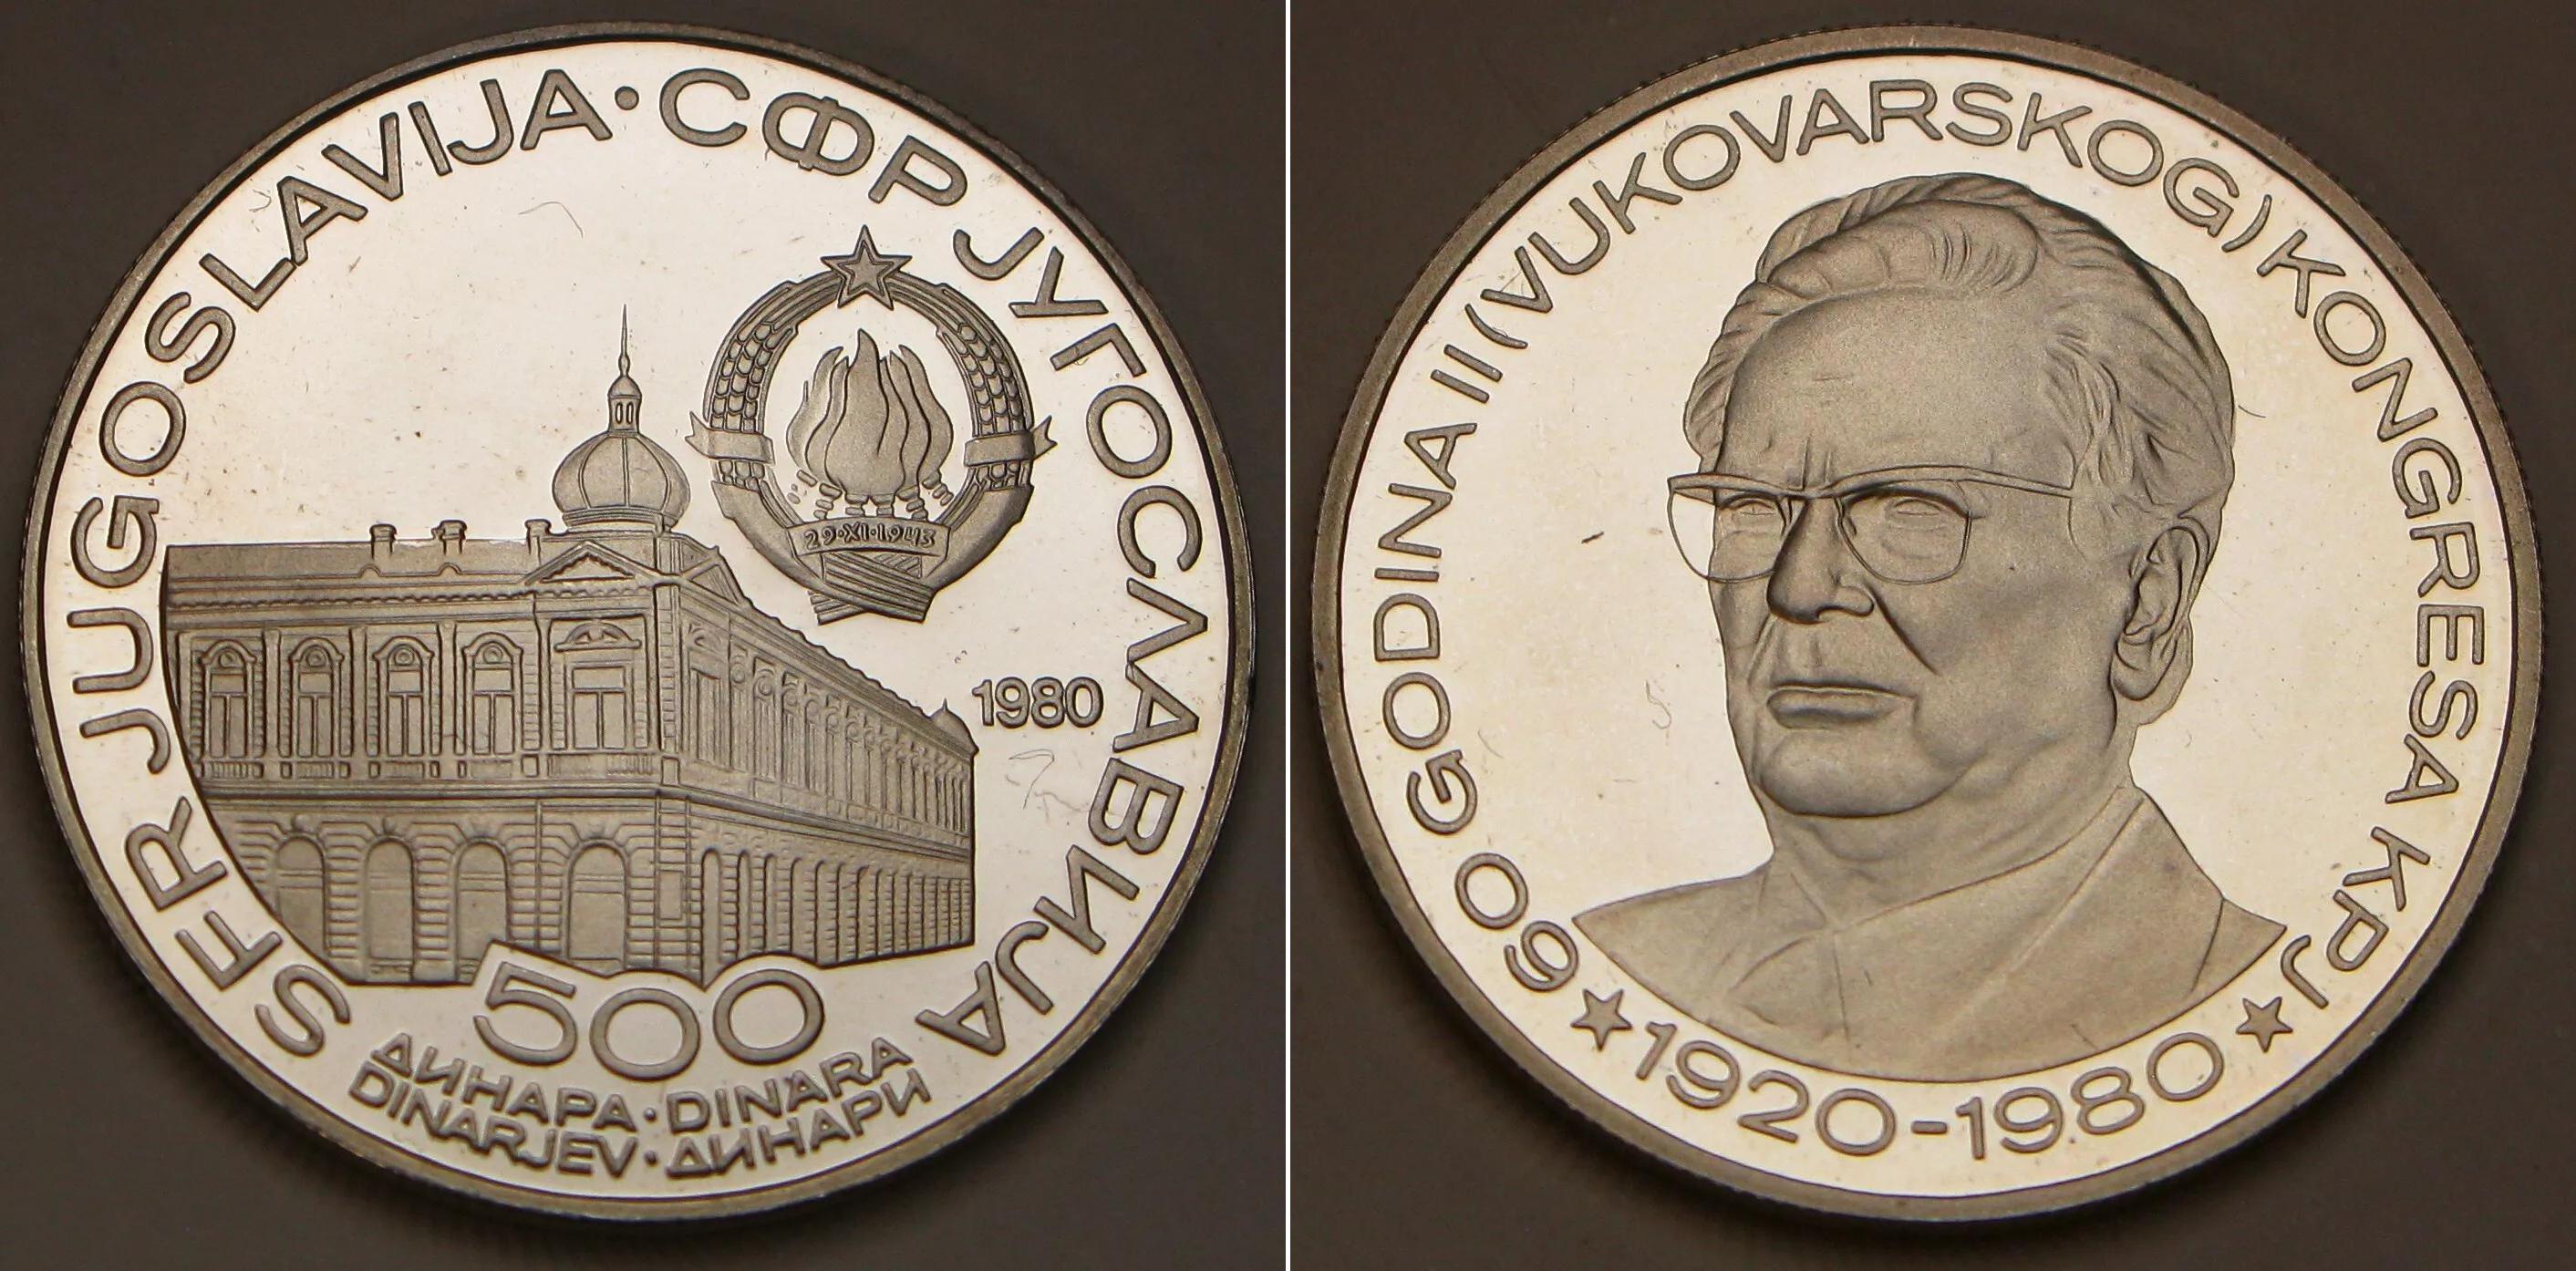 SFR JUGOSLAVIJA · СФР ЈУГОСЛАВИЈА
29·XI·1943
1980
500
ДИНАРА · DINARA
DINARJEV · ДИНАРИ
60 GODINA II (VUKOVARSKOG) KONGRESA KPJ
★ 1920-1980 ★